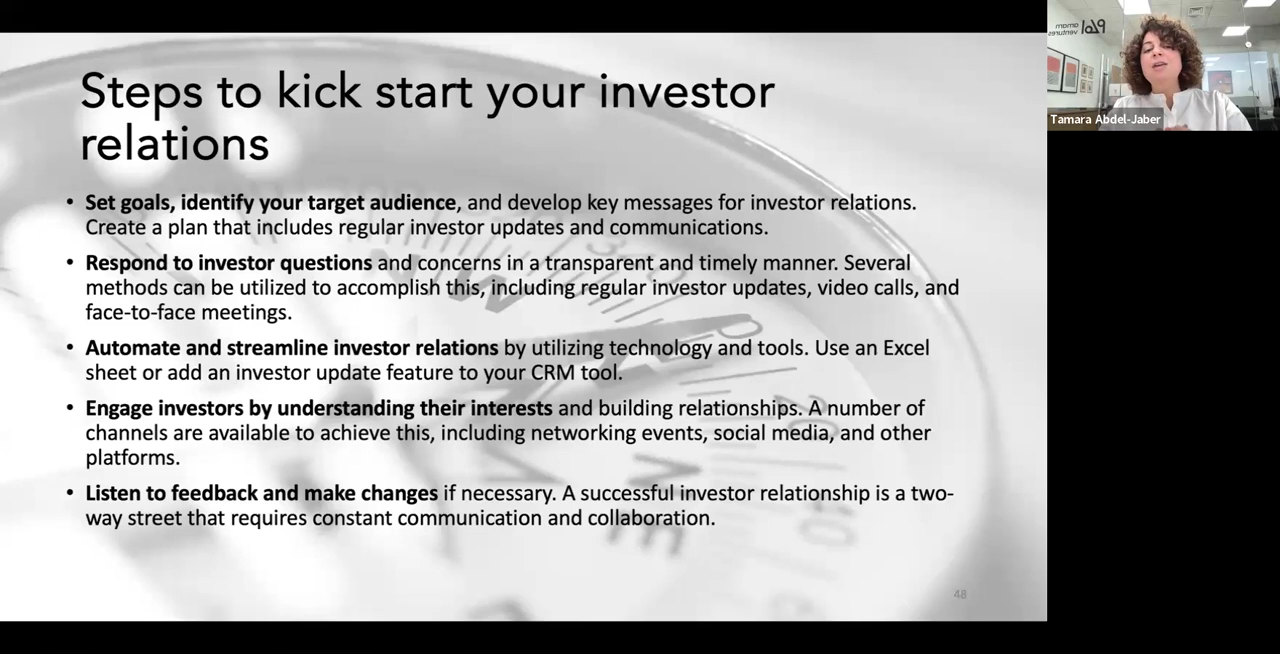 Steps to kick start your investor
relations
• Set goals, identify your target audience, and develop key messages for investor relations.
Create a plan that includes regular investor updates and communications.
• Respond to investor questions and concerns in a transparent and timely manner. Several
methods can be utilized to accomplish this, including regular investor updates, video calls, and
face-to-face meetings.
• Automate and streamline investor relations by utilizing technology and tools. Use an Excel
sheet or add an investor update feature to your CRM tool.
• Engage investors by understanding their interests and building relationships. A number of
channels are available to achieve this, including networking events, social media, and other
platforms.
• Listen to feedback and make changes if necessary. A successful investor relationship is a two-
way street that requires constant communication and collaboration.
48
amam
ventures
Tamara Abdel-Jaber
W
N
NE